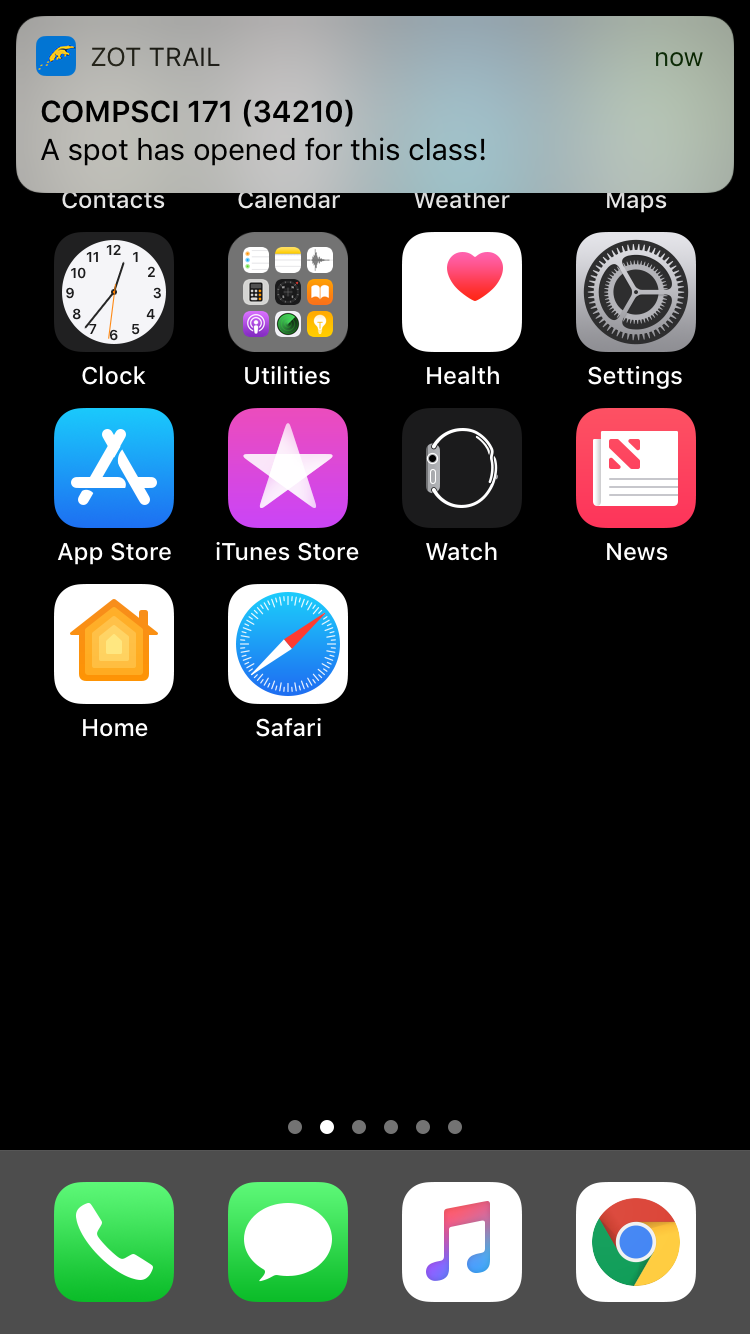 ZOT TRAIL now
COMPSCI 171 (34210)
A spot has opened for this class!
Contacts Calendar Weather Maps
12
11 1
10 2
9 3
8 4
7 5
6
Clock Utilities Health Settings
App Store iTunes Store Watch News
Home Safari